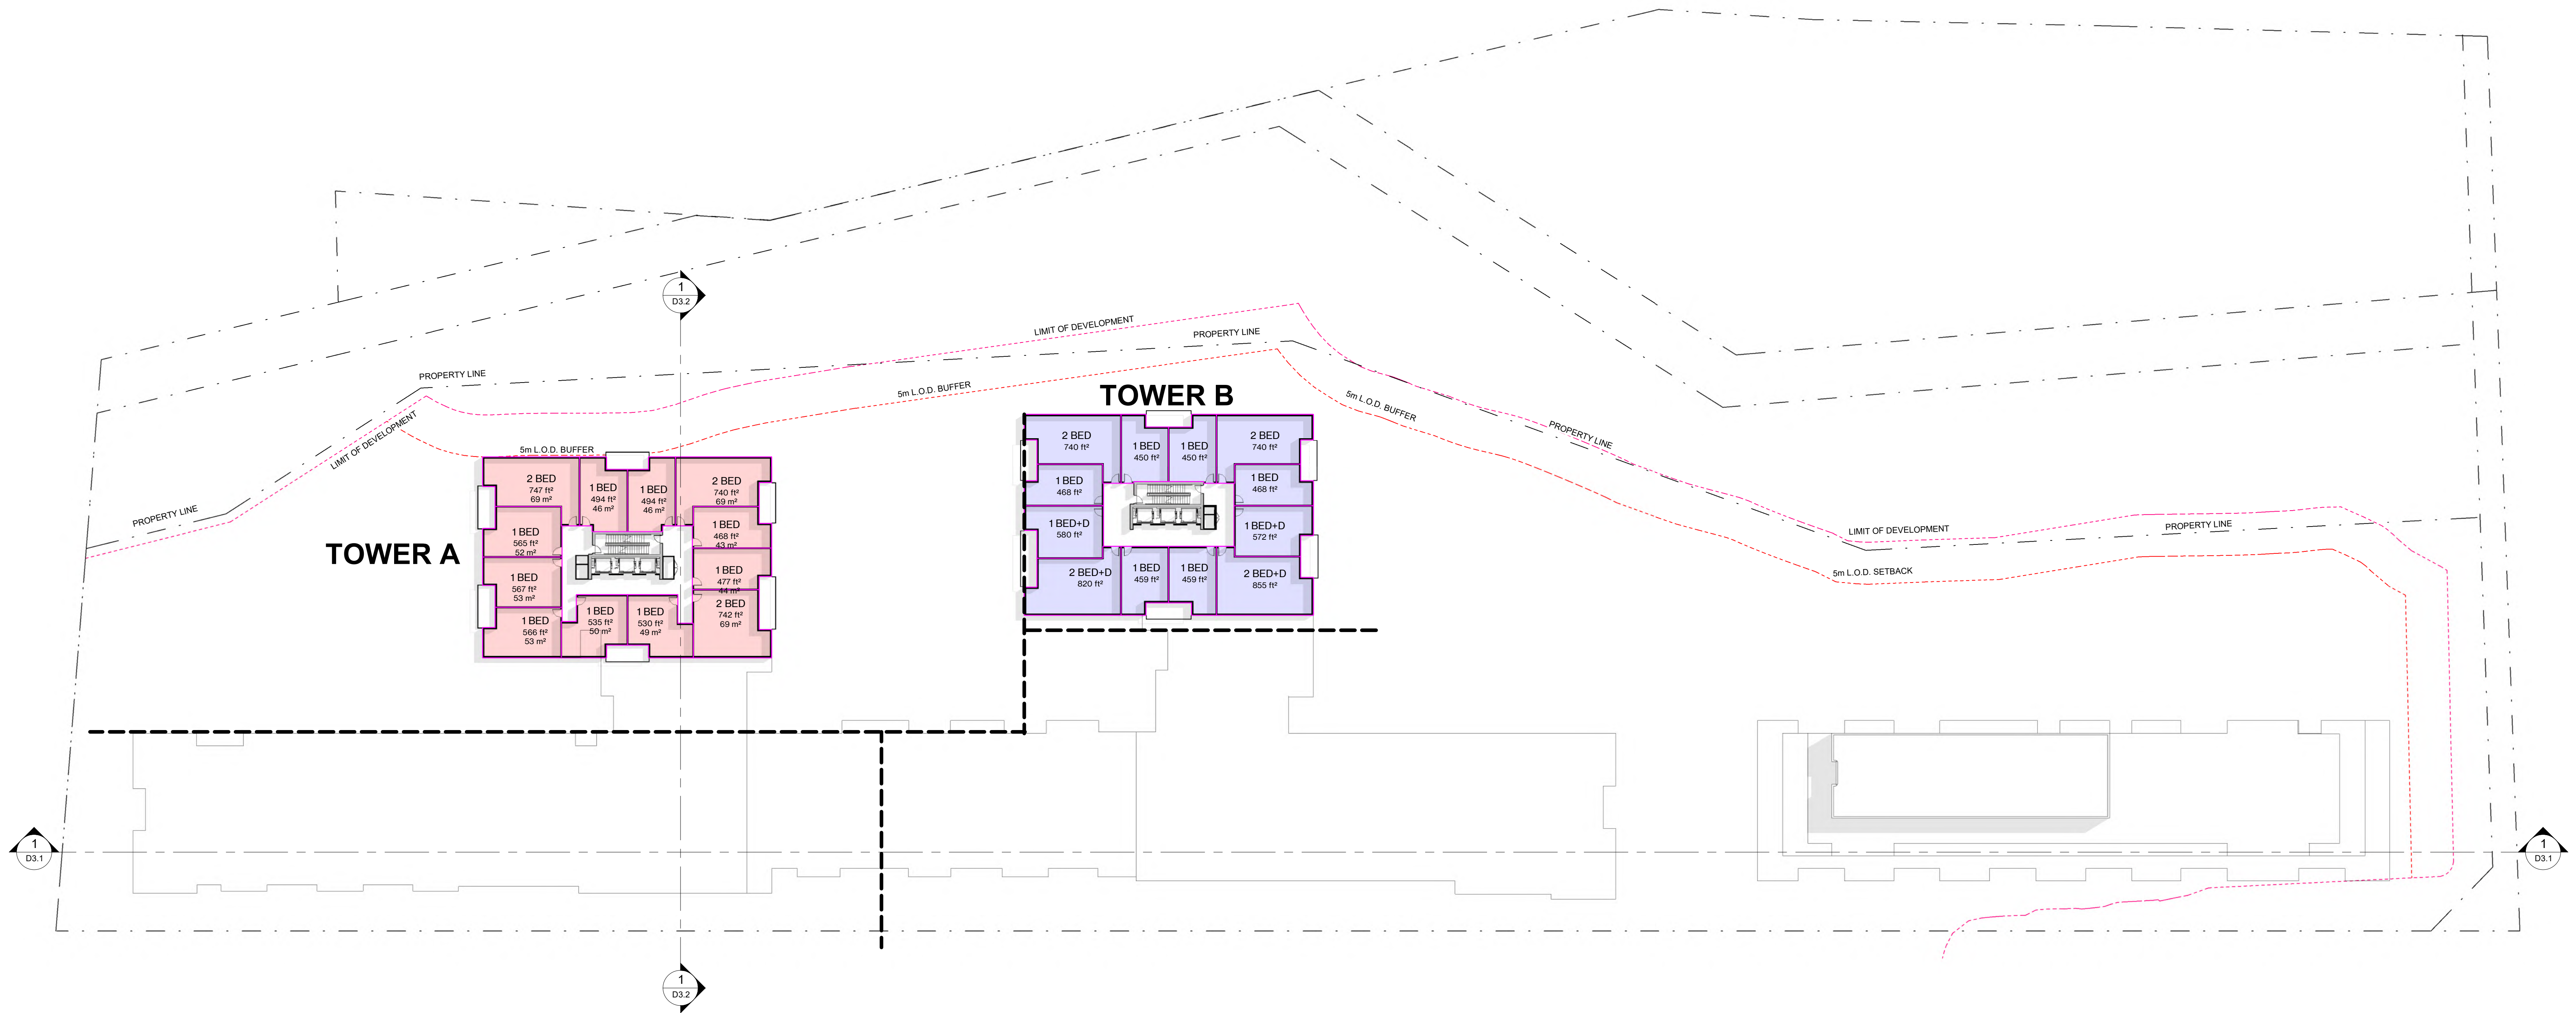 1
D3.2
LIMIT OF DEVELOPMENT
PROPERTY LINE
PROPERTY LINE
5m L.O.D. BUFFER
TOWER B
5m L.O.D. BUFFER
LIMIT OF DEVELOPMENT
5m L.O.D. BUFFER
PROPERTY LINE
PROPERTY LINE
LIMIT OF DEVELOPMENT
PROPERTY LINE
5m L.O.D. SETBACK
TOWER A
2 BED
747 ft²
69 m²
1 BED
494 ft²
46 m²
1 BED
494 ft²
46 m²
2 BED
740 ft²
69 m²
1 BED
565 ft²
52 m²
1 BED
468 ft²
43 m²
1 BED
567 ft²
53 m²
1 BED
477 ft²
44 m²
1 BED
566 ft²
53 m²
1 BED
535 ft²
50 m²
1 BED
530 ft²
49 m²
2 BED
742 ft²
69 m²
2 BED
740 ft²
1 BED
450 ft²
1 BED
450 ft²
2 BED
740 ft²
1 BED
468 ft²
1 BED
468 ft²
1 BED+D
580 ft²
1 BED+D
572 ft²
2 BED+D
820 ft²
1 BED
459 ft²
1 BED
459 ft²
2 BED+D
855 ft²
1
D3.1
1
D3.1
1
D3.2